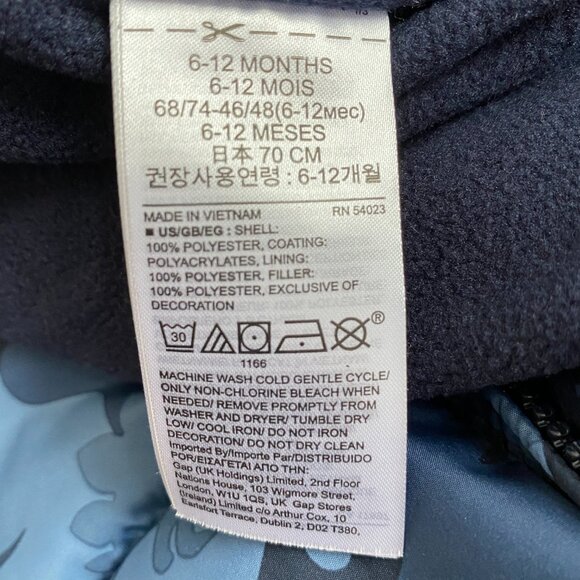 6-12 MONTHS
6-12 MOIS
68/74-46/48(6-12мес)
6-12 MESES
日本 70 CM
권장사용연령 : 6-12개월
MADE IN VIETNAM RN 54023
■ US/GB/EG : SHELL:
100% POLYESTER, COATING:
POLYACRYLATES, LINING:
100% POLYESTER, FILLER:
100% POLYESTER, EXCLUSIVE OF
DECORATION
30 ®
1166
MACHINE WASH COLD GENTLE CYCLE/
ONLY NON-CHLORINE BLEACH WHEN
NEEDED/ REMOVE PROMPTLY FROM
WASHER AND DRYER/ TUMBLE DRY
LOW/ COOL IRON/ DO NOT IRON
DECORATION/ DO NOT DRY CLEAN
Imported By/Importe Par/DISTRIBUIDO
POR/ΕΙΣΑΓΕΤΑΙ ΑΠΟ ΤΗΝ:
Gap (UK Holdings) Limited, 2nd Floor
Nations House, 103 Wigmore Street,
London, W1U 1QS, UK Gap Stores
(Ireland) Limited c/o Arthur Cox, 10
Earlsfort Terrace, Dublin 2, D02 T380,